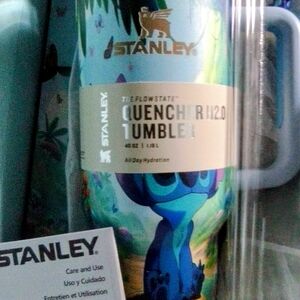 STANLEY.
STANLEY
THE FLOWSTATE™
QUENCHER H2.0
TUMBLER
40 OZ | 1.18 L
All Day Hydration
STANLEY®
Care and Use
Uso y Cuidado
Entretien et Utilisation